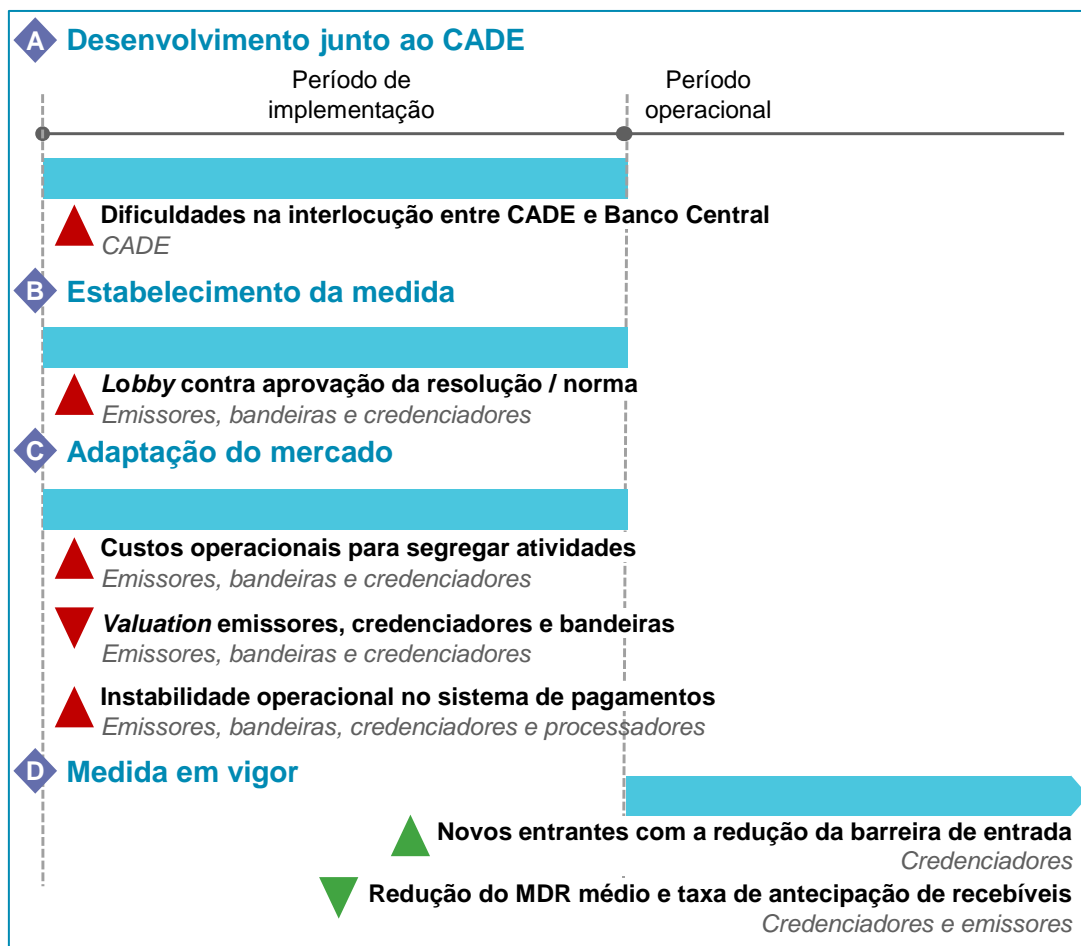 A Desenvolvimento junto ao CADE
Período de implementação
Período operacional
Dificuldades na interlocução entre CADE e Banco Central
CADE
B Estabelecimento da medida
Lobby contra aprovação da resolução / norma
Emissores, bandeiras e credenciadores
C Adaptação do mercado
Custos operacionais para segregar atividades
Emissores, bandeiras e credenciadores
Valuation emissores, credenciadores e bandeiras
Emissores, bandeiras e credenciadores
Instabilidade operacional no sistema de pagamentos
Emissores, bandeiras, credenciadores e processadores
D Medida em vigor
Novos entrantes com a redução da barreira de entrada
Credenciadores
Redução do MDR médio e taxa de antecipação de recebíveis
Credenciadores e emissores